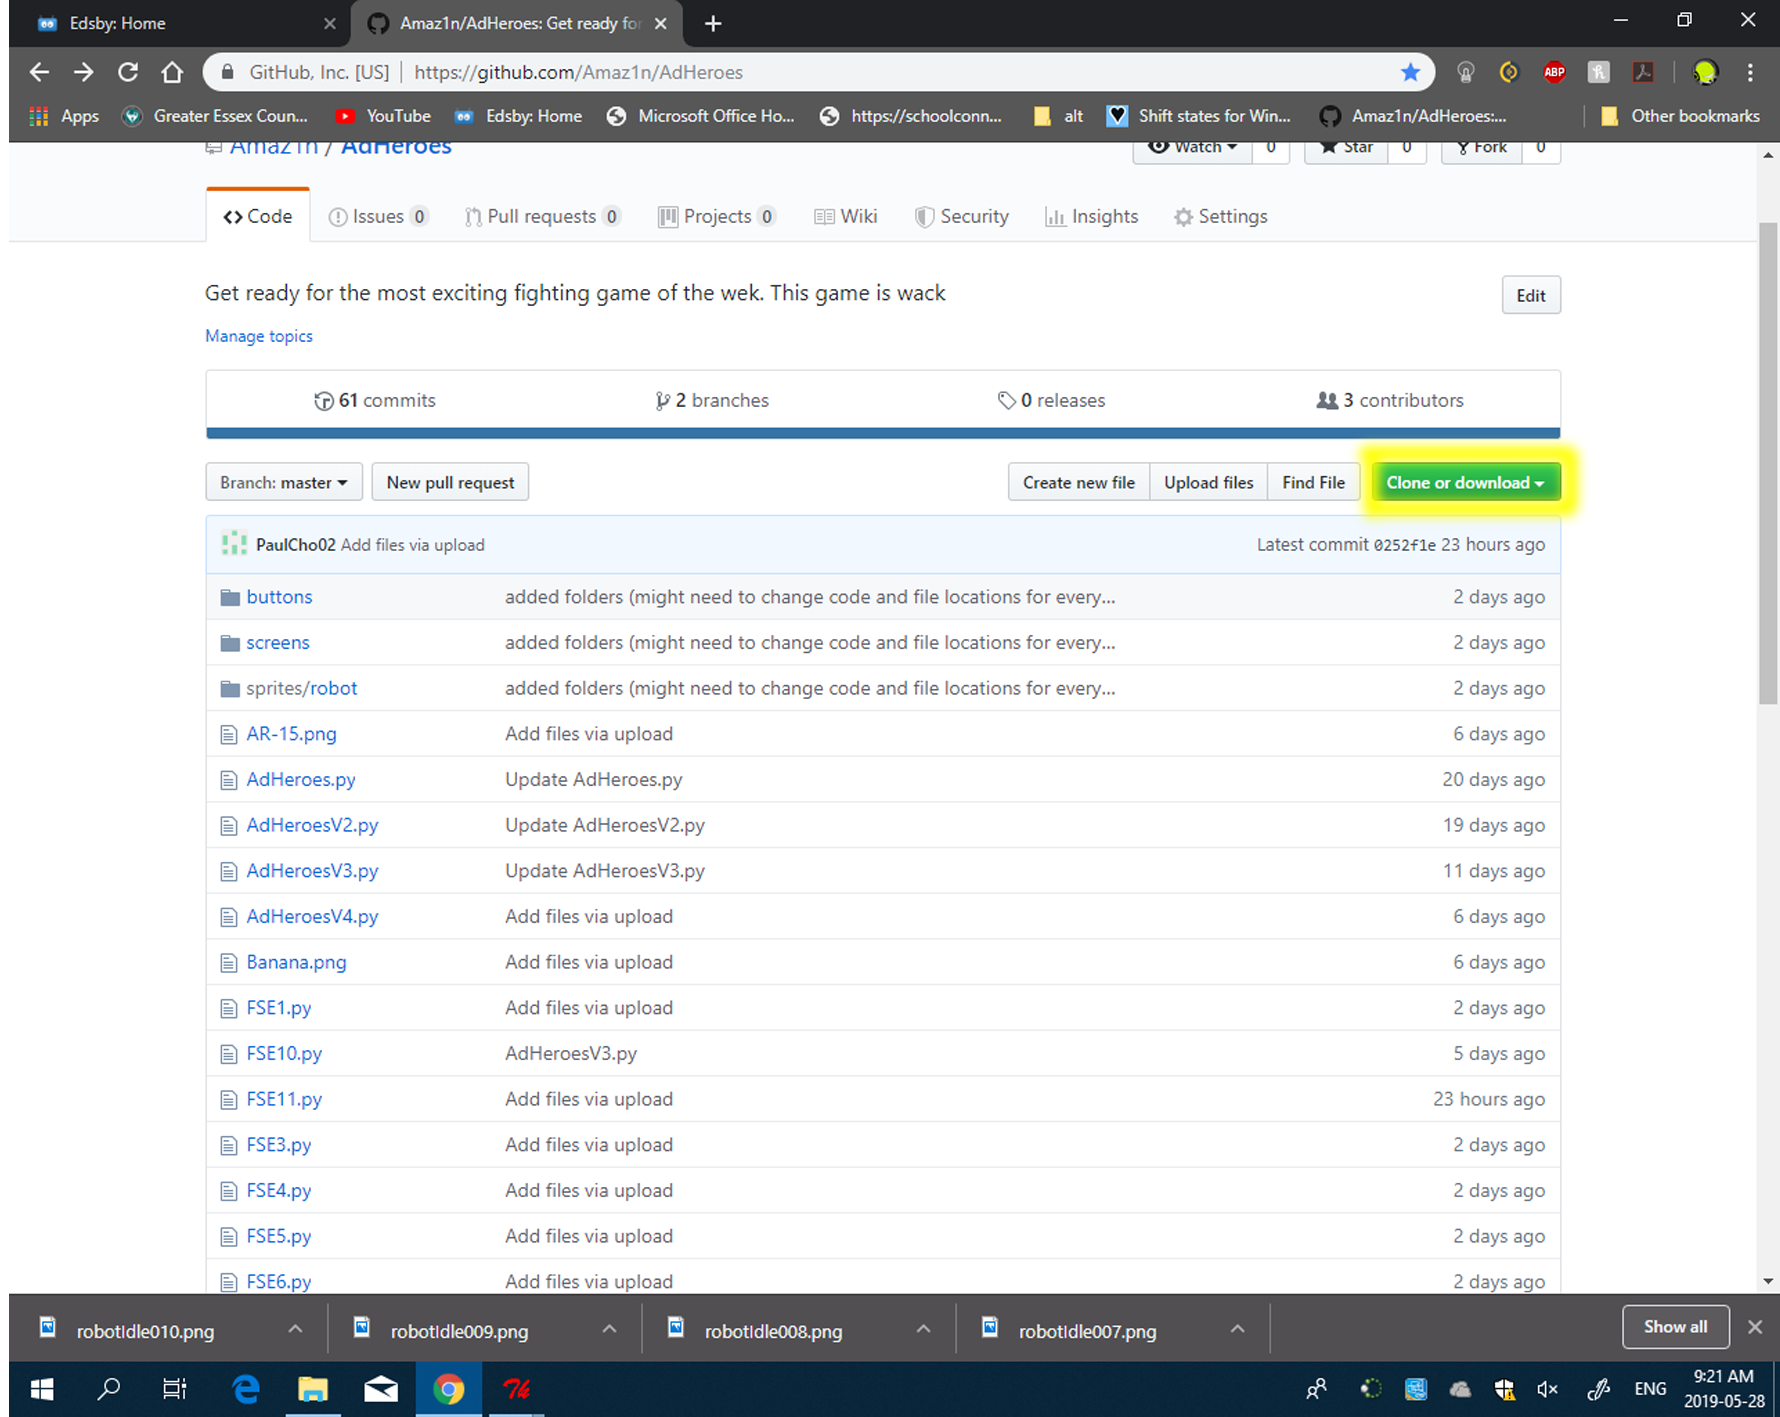 Edsby: Home
Amaz1n/AdHeroes: Get ready for
GitHub, Inc. [US] | https://github.com/Amaz1n/AdHeroes
ABP
Apps Greater Essex Coun... YouTube Edsby: Home Microsoft Office Ho... https://schoolconn... alt Shift states for Win... Amaz1n/AdHeroes:... Other bookmarks
Amaz1n / AdHeroes Watch 0 Star 0 Fork 0
Code Issues 0 Pull requests 0 Projects 0 Wiki Security Insights Settings
Get ready for the most exciting fighting game of the wek. This game is wack Edit
Manage topics
61 commits 2 branches 0 releases 3 contributors
Branch: master New pull request Create new file Upload files Find File Clone or download
PaulCho02 Add files via upload Latest commit 0252f1e 23 hours ago
buttons added folders (might need to change code and file locations for every... 2 days ago
screens added folders (might need to change code and file locations for every... 2 days ago
sprites/robot added folders (might need to change code and file locations for every... 2 days ago
AR-15.png Add files via upload 6 days ago
AdHeroes.py Update AdHeroes.py 20 days ago
AdHeroesV2.py Update AdHeroesV2.py 19 days ago
AdHeroesV3.py Update AdHeroesV3.py 11 days ago
AdHeroesV4.py Add files via upload 6 days ago
Banana.png Add files via upload 6 days ago
FSE1.py Add files via upload 2 days ago
FSE10.py AdHeroesV3.py 5 days ago
FSE11.py Add files via upload 23 hours ago
FSE3.py Add files via upload 2 days ago
FSE4.py Add files via upload 2 days ago
FSE5.py Add files via upload 2 days ago
FSE6.py Add files via upload 2 days ago
robotIdle010.png robotIdle009.png robotIdle008.png robotIdle007.png Show all
ENG 9:21 AM
2019-05-28